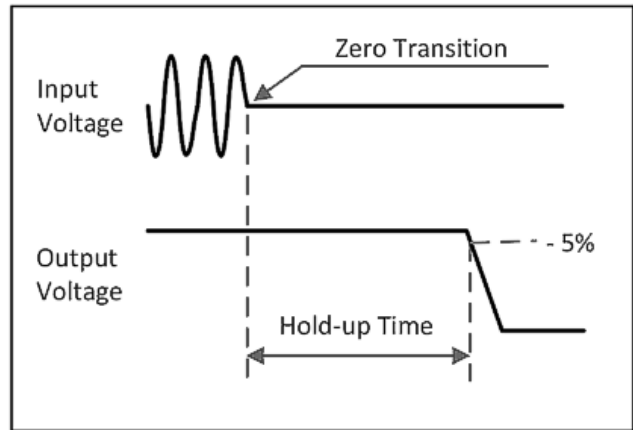 Zero Transition
Input
Voltage
- 5%
Output
Voltage
Hold-up Time